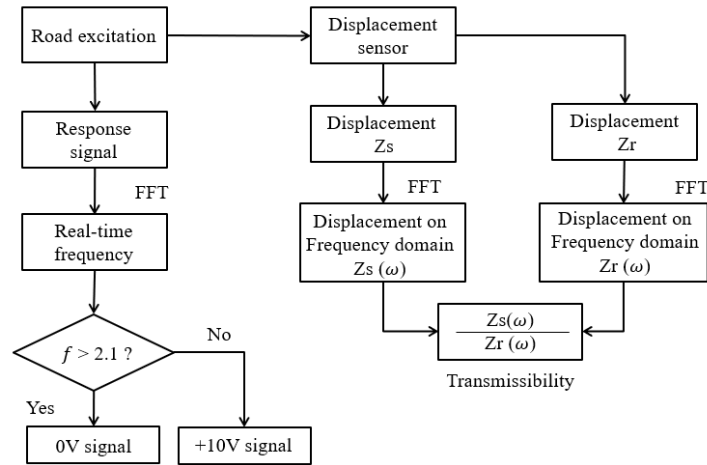 Road excitation
Displacement
sensor
Response
signal
Displacement
Zs
Displacement
Zr
FFT
FFT
FFT
Real-time
frequency
Displacement on
Frequency domain
Zs (ω)
Displacement on
Frequency domain
Zr (ω)
f > 2.1 ?
No
Yes
Zs(ω)
Zr (ω)
Transmissibility
0V signal
+10V signal